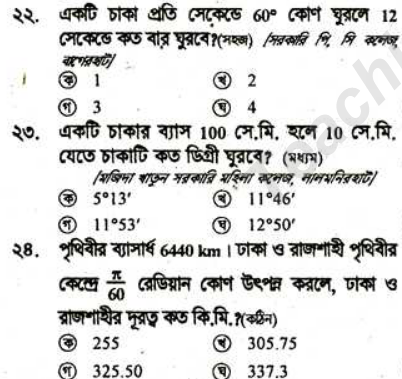 ২২. একটি চাকা প্রতি সেকেন্ডে 60° কোণ ঘুরলে 12
সেকেন্ডে কত বার ঘুরবে?(সহজ) [সরকারি পি. সি কলেজ,
বাগেরহাট]
ক 1 খ 2
গ 3 ঘ 4
২৩. একটি চাকার ব্যাস 100 সে.মি. হলে 10 সে.মি.
যেতে চাকাটি কত ডিগ্রী ঘুরবে? (মধ্যম)
[মজিদা খাতুন সরকারি মহিলা কলেজ, লালমনিরহাট]
ক 5°13′ খ 11°46′
গ 11°53′ ঘ 12°50′
২৪. পৃথিবীর ব্যাসার্ধ 6440 km । ঢাকা ও রাজশাহী পৃথিবীর
কেন্দ্রে π/60 রেডিয়ান কোণ উৎপন্ন করলে, ঢাকা ও
রাজশাহীর দূরত্ব কত কি.মি.?(কঠিন)
ক 255 খ 305.75
গ 325.50 ঘ 337.3